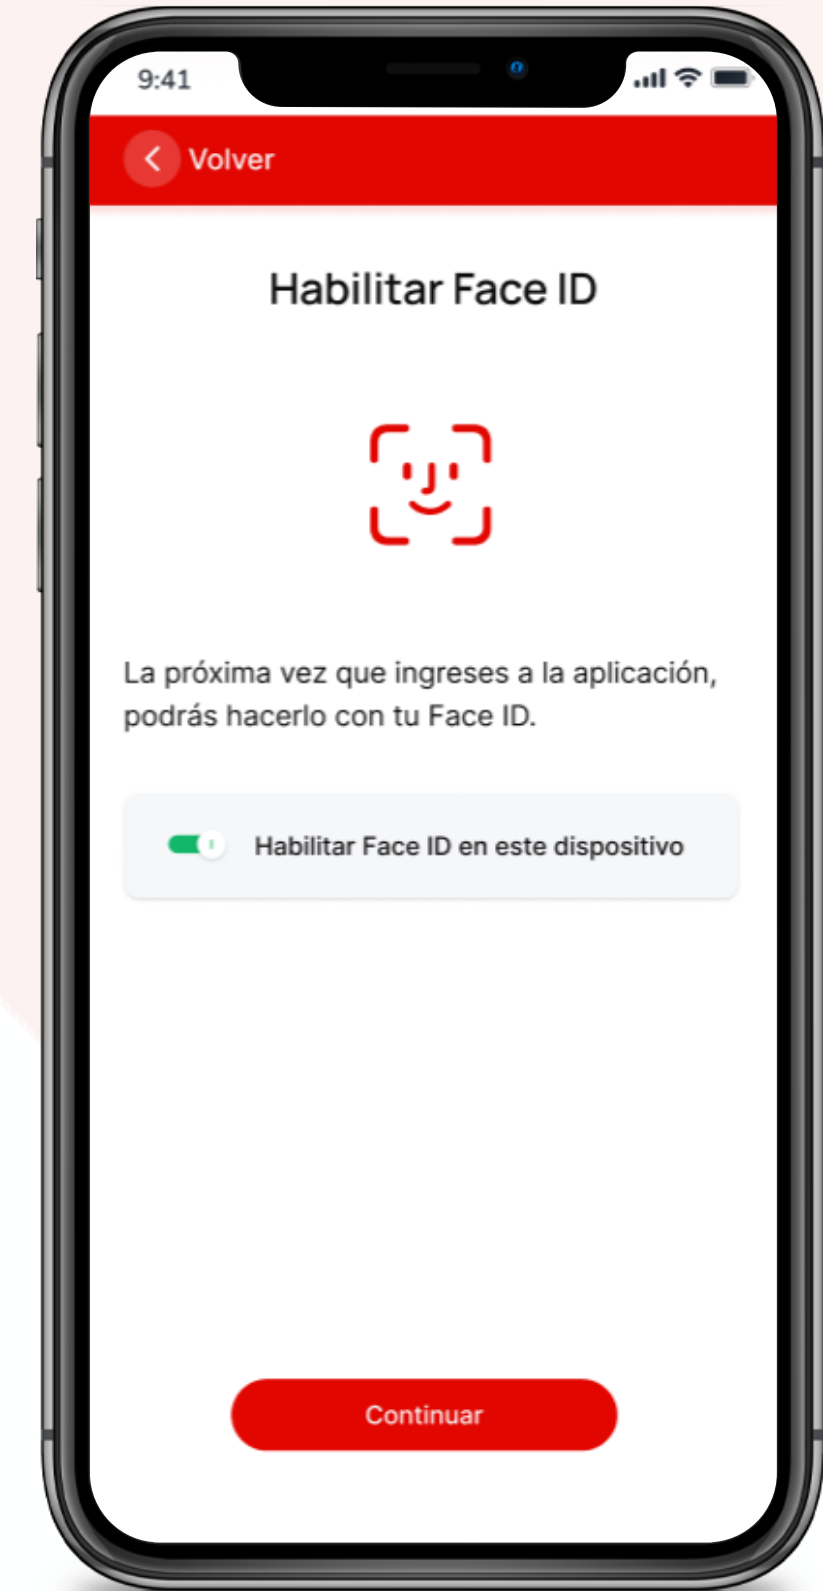 9:41
Volver
Habilitar Face ID
La próxima vez que ingreses a la aplicación,
podrás hacerlo con tu Face ID.
Habilitar Face ID en este dispositivo
Continuar